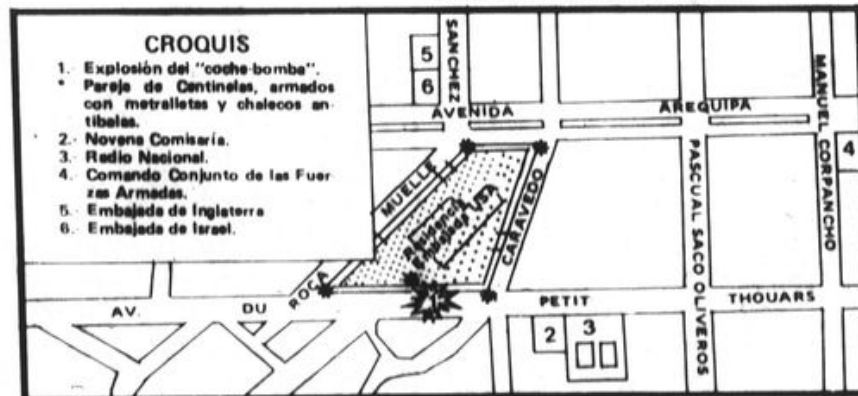 CROQUIS
1. Explosión del "coche-bomba".
* Pareja de Centinelas, armados
con metralletas y chalecos an-
tibalas.
2. Novena Comisaría.
3. Radio Nacional.
4. Comando Conjunto de las Fuer-
zas Armadas.
5. Embajada de Inglaterra
6. Embajada de Israel.
5
6
SANCHEZ
AVENIDA
AREQUIPA
MANUEL CORPANCHO
4
PASCUAL SACO OLIVEROS
ROCA MUELLE
Residencia
Embajada USA
CARAVEDO
1
AV. DU PETIT THOUARS
2
3